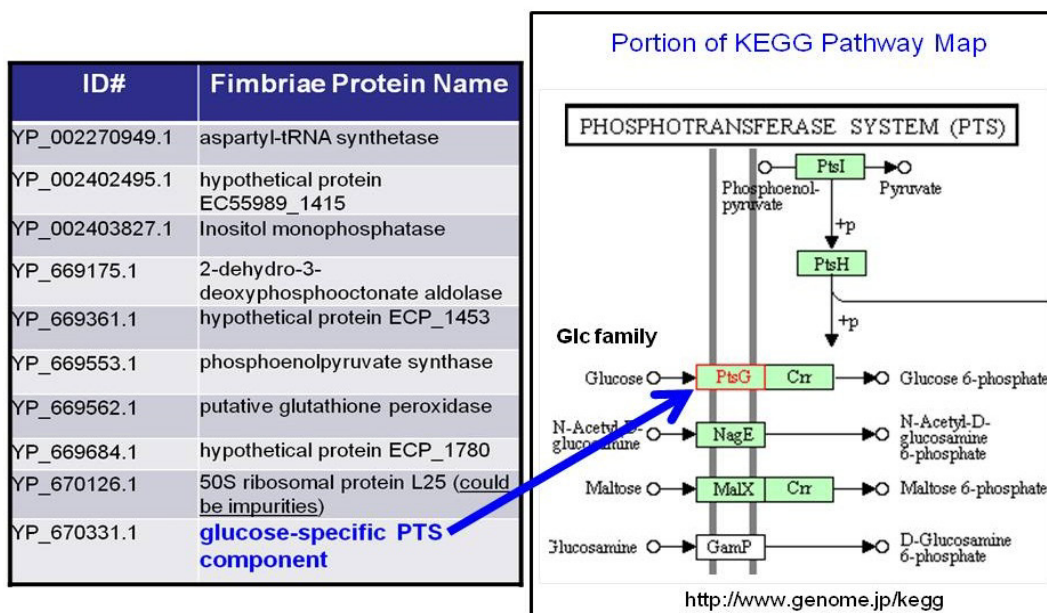 ID# Fimbriae Protein Name
YP_002270949.1 aspartyl-tRNA synthetase
YP_002402495.1 hypothetical protein
EC55989_1415
YP_002403827.1 Inositol monophosphatase
YP_669175.1 2-dehydro-3-
deoxyphosphooctonate aldolase
YP_669361.1 hypothetical protein ECP_1453
YP_669553.1 phosphoenolpyruvate synthase
YP_669562.1 putative glutathione peroxidase
YP_669684.1 hypothetical protein ECP_1780
YP_670126.1 50S ribosomal protein L25 (could
be impurities)
YP_670331.1 glucose-specific PTS
component
Portion of KEGG Pathway Map
PHOSPHOTRANSFERASE SYSTEM (PTS)
PtsI
Phosphoenol-
pyruvate
Pyruvate
+p
PtsH
+p
Glc family
Glucose PtsG Crr Glucose 6-phosphate
N-Acetyl-D-
glucosamine
NagE
N-Acetyl-D-
glucosamine
6-phosphate
Maltose MalX Crr Maltose 6-phosphate
Glucosamine GamP
D-Glucosamine
6-phosphate
http://www.genome.jp/kegg